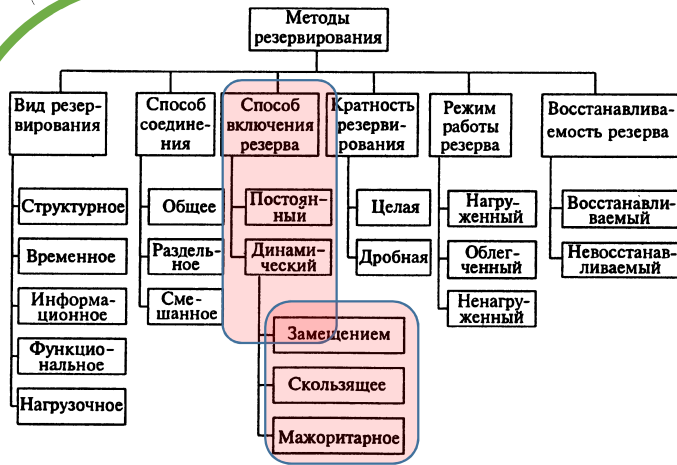 Методы
резервирования
Вид резер-
вирования
Способ
соедине-
ния
Способ
включения
резерва
Кратность
резерви-
рования
Режим
работы
резерва
Восстанавлива-
емость резерва
Структурное
Временное
Информа-
ционное
Функцио-
нальное
Нагрузочное
Общее
Раздель-
ное
Сме-
шанное
Постоян-
ный
Динами-
ческий
Замещением
Скользящее
Мажоритарное
Целая
Дробная
Нагру-
женный
Облег-
ченный
Ненагру-
женный
Восстанавли-
ваемый
Невосстанав-
ливаемый